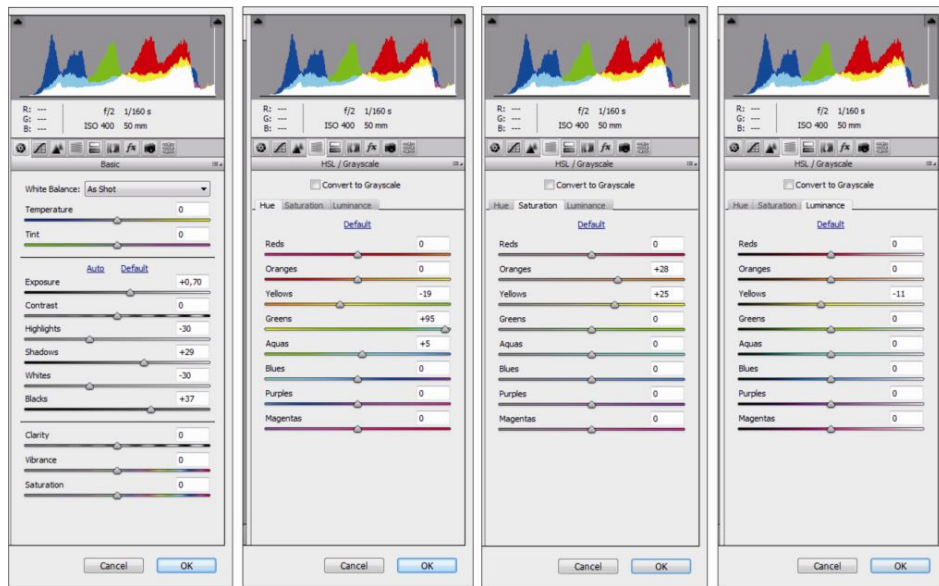 R: ---
G: ---
B: ---
f/2 1/160 s
ISO 400 50 mm
fx
Basic
White Balance: As Shot
Temperature 0
Tint 0
Auto Default
Exposure +0,70
Contrast 0
Highlights -30
Shadows +29
Whites -30
Blacks +37
Clarity 0
Vibrance 0
Saturation 0
Cancel OK
R: ---
G: ---
B: ---
f/2 1/160 s
ISO 400 50 mm
fx
HSL / Grayscale
Convert to Grayscale
Hue Saturation Luminance
Default
Reds 0
Oranges 0
Yellows -19
Greens +95
Aquas +5
Blues 0
Purples 0
Magentas 0
Cancel OK
R: ---
G: ---
B: ---
f/2 1/160 s
ISO 400 50 mm
fx
HSL / Grayscale
Convert to Grayscale
Hue Saturation Luminance
Default
Reds 0
Oranges +28
Yellows +25
Greens 0
Aquas 0
Blues 0
Purples 0
Magentas 0
Cancel OK
R: ---
G: ---
B: ---
f/2 1/160 s
ISO 400 50 mm
fx
HSL / Grayscale
Convert to Grayscale
Hue Saturation Luminance
Default
Reds 0
Oranges 0
Yellows -11
Greens 0
Aquas 0
Blues 0
Purples 0
Magentas 0
Cancel OK